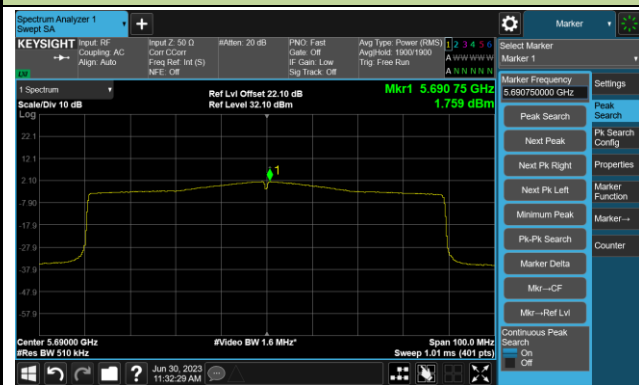 Spectrum Analyzer 1
Swept SA
Marker
KEYSIGHT Input: RF
Coupling: AC
Align: Auto
Input Z: 50 Ω
Corr CCorr
Freq Ref: Int (S)
NFE: Off
#Atten: 20 dB
PNO: Fast
Gate: Off
IF Gain: Low
Sig Track: Off
Avg Type: Power (RMS)
Avg|Hold: 1900/1900
Trig: Free Run
1 2 3 4 5 6
A W W W W W
A N N N N N
Select Marker
Marker 1
1 Spectrum
Scale/Div 10 dB
Log
Ref Lvl Offset 22.10 dB
Ref Level 32.10 dBm
Mkr1 5.690 75 GHz
1.759 dBm
22.1
12.1
2.10
-7.90
-17.9
-27.9
-37.9
-47.9
-57.9
1
Center 5.69000 GHz
#Res BW 510 kHz
#Video BW 1.6 MHz*
Span 100.0 MHz
Sweep 1.01 ms (401 pts)
Marker Frequency
5.690750000 GHz
Peak Search
Next Peak
Next Pk Right
Next Pk Left
Minimum Peak
Pk-Pk Search
Marker Delta
Mkr→CF
Mkr→Ref Lvl
Continuous Peak
Search
On
Off
Settings
Peak
Search
Pk Search
Config
Properties
Marker
Function
Marker→
Counter
Jun 30, 2023
11:32:29 AM